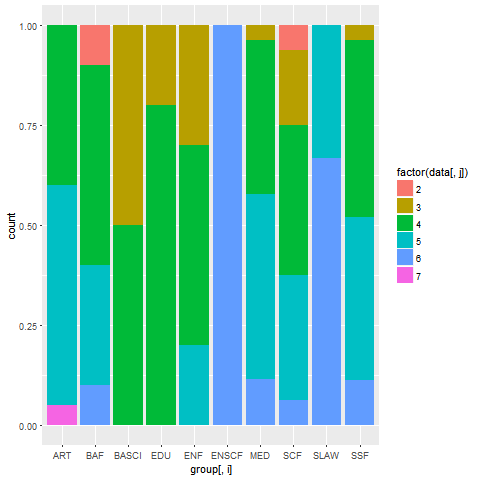 1.00
0.75
0.50
0.25
0.00
count
ART BAF BASCI EDU ENF ENSCF MED SCF SLAW SSF
group[, i]
factor(data[, j])
2
3
4
5
6
7